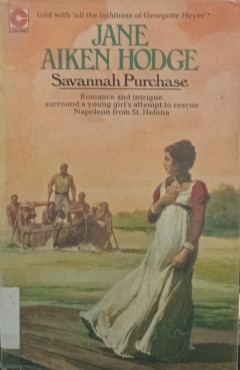 CORONET
told with 'all the lightness of Georgette Heyer'*
JANE
AIKEN HODGE
Savannah Purchase
Romance and intrigue
surround a young girl's attempt to rescue
Napoleon from St. Helena